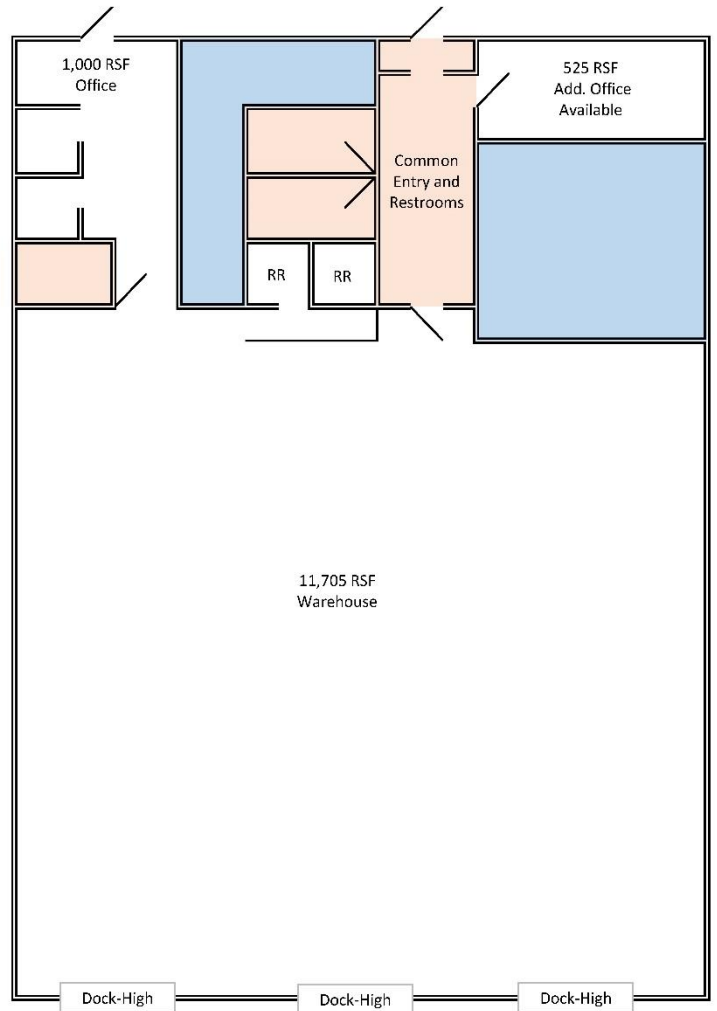 1,000 RSF
Office
525 RSF
Add. Office
Available
Common
Entry and
Restrooms
RR
RR
11,705 RSF
Warehouse
Dock-High
Dock-High
Dock-High